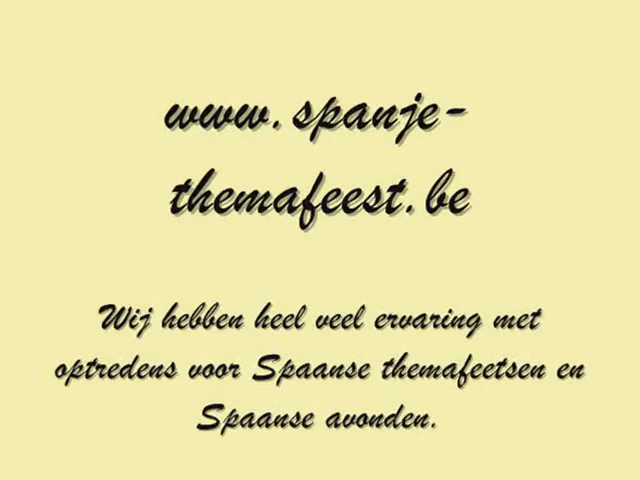 www.spanje-
themafeest.be
Wij hebben heel veel ervaring met
optredens voor Spaanse themafeetsen en
Spaanse avonden.